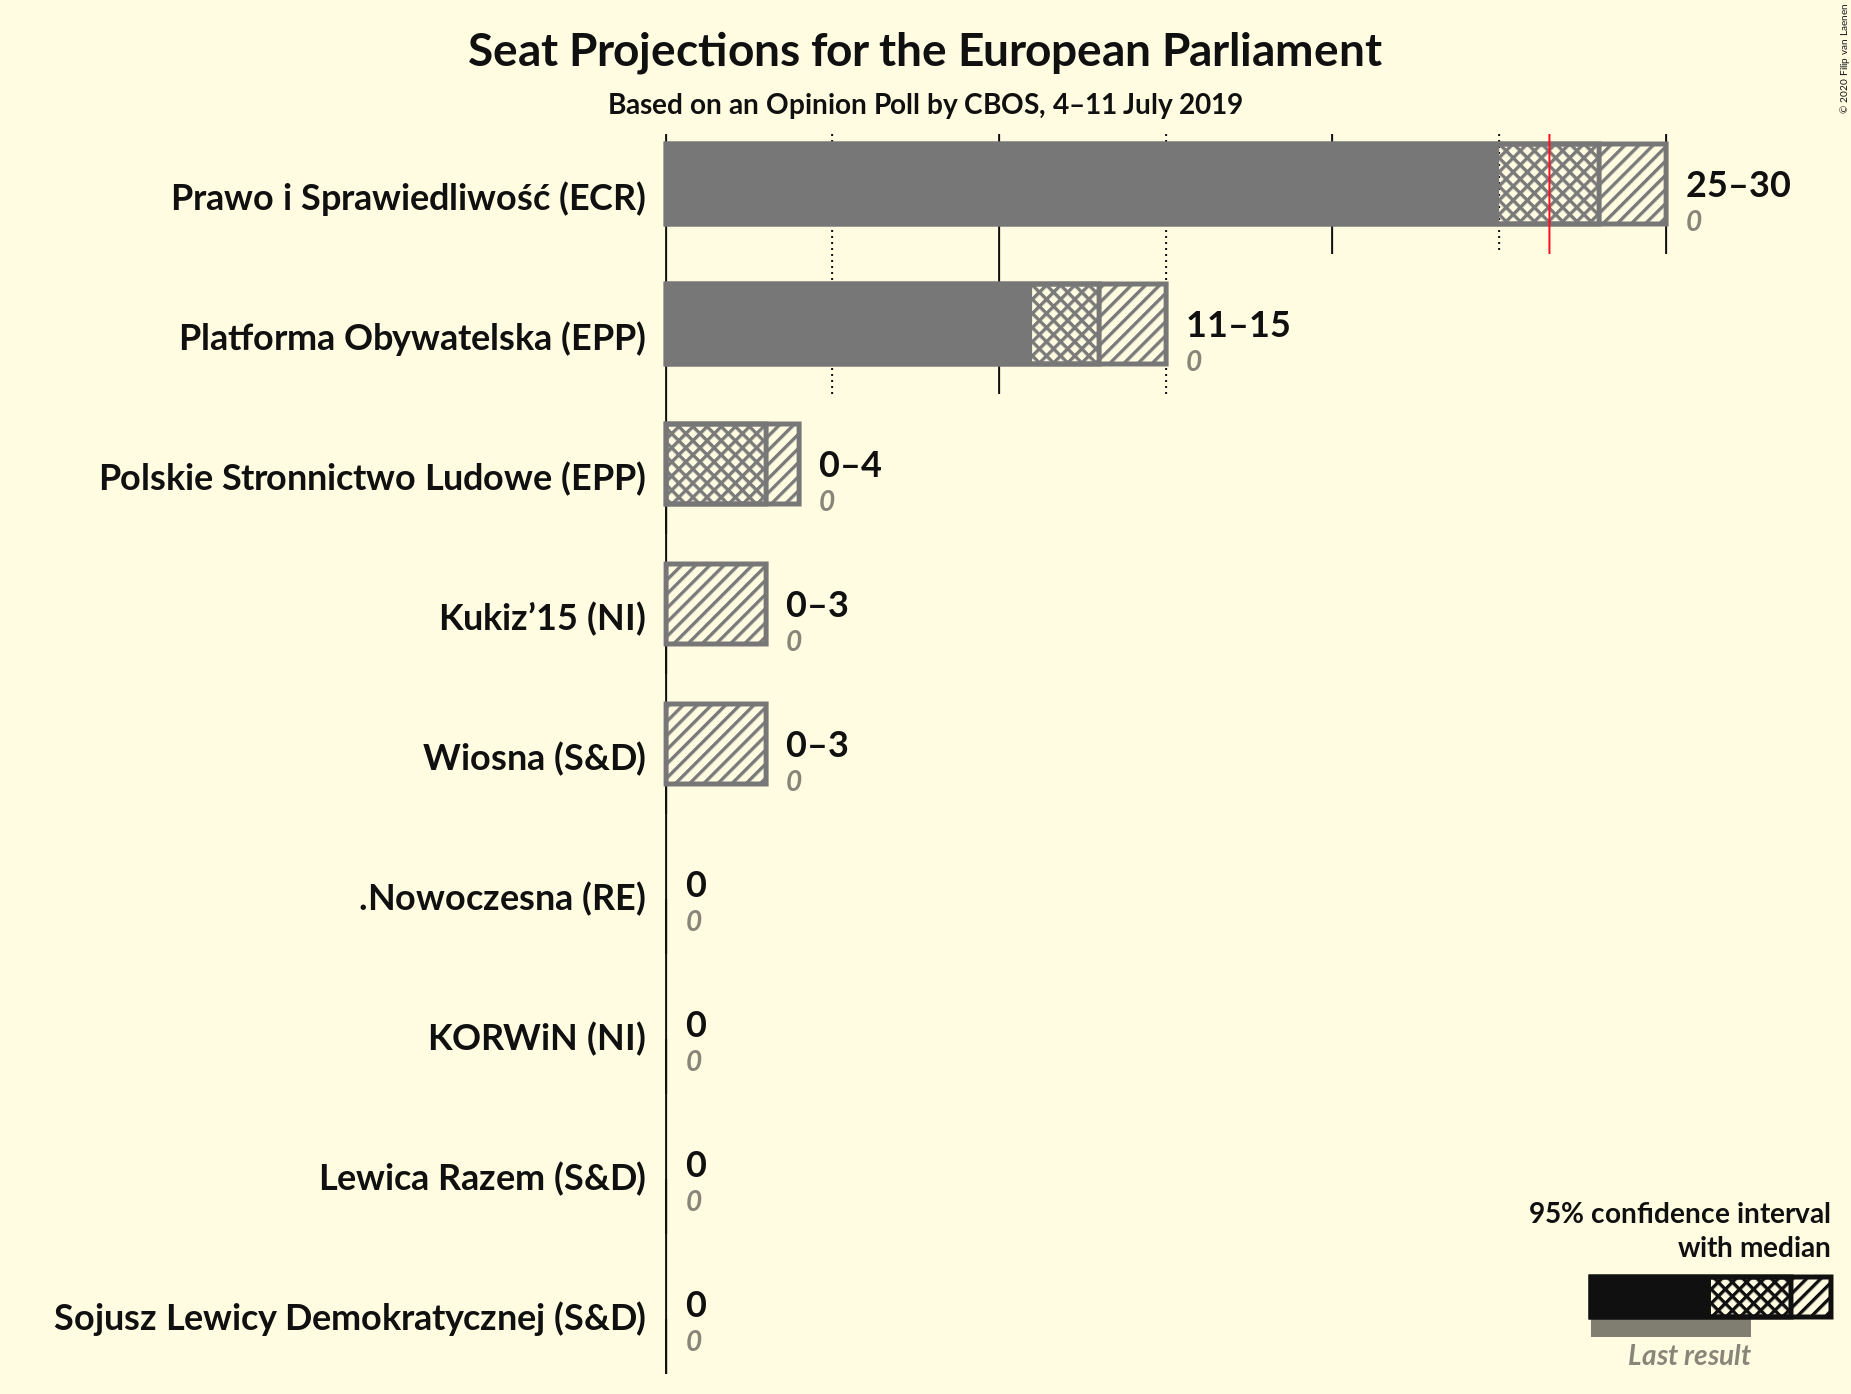 Seat Projections for the European Parliament
Based on an Opinion Poll by CBOS, 4–11 July 2019
© 2020 Filip van Laenen
Prawo i Sprawiedliwość (ECR)
25–30
0
Platforma Obywatelska (EPP)
11–15
0
Polskie Stronnictwo Ludowe (EPP)
0–4
0
Kukiz’15 (NI)
0–3
0
Wiosna (S&D)
0–3
0
.Nowoczesna (RE)
0
0
KORWiN (NI)
0
0
Lewica Razem (S&D)
0
0
Sojusz Lewicy Demokratycznej (S&D)
0
0
95% confidence interval
with median
Last result